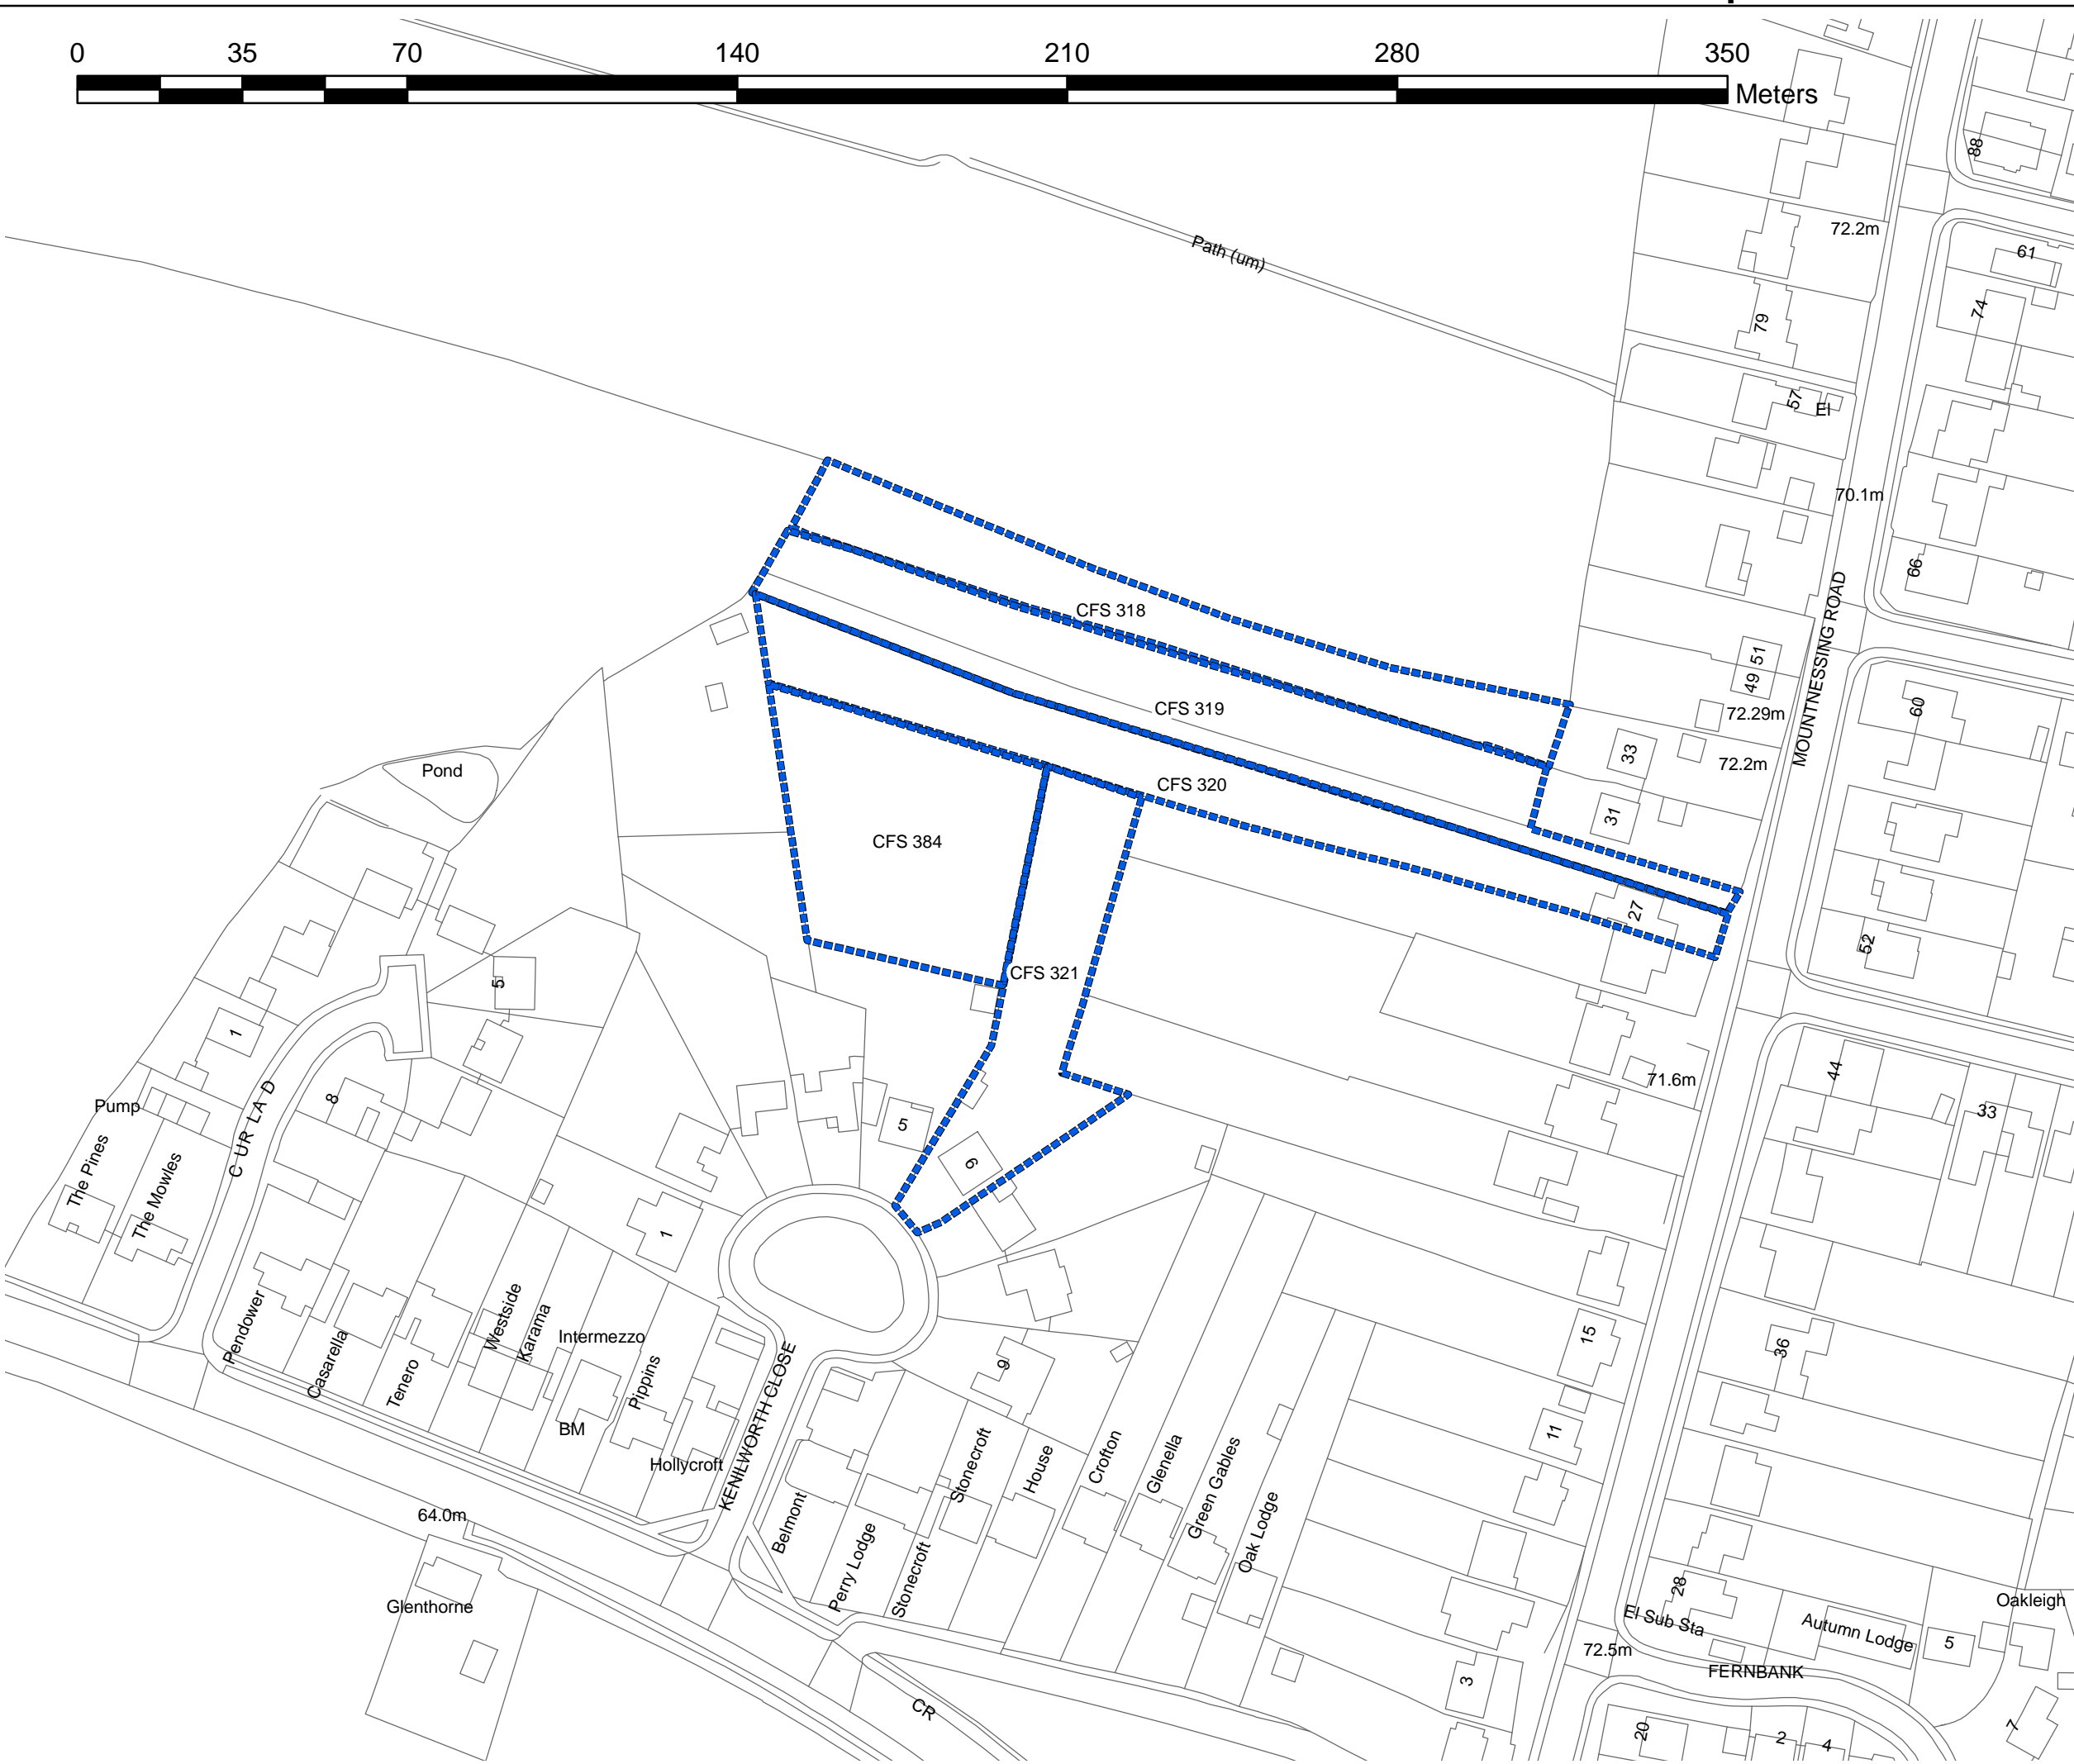 0 35 70 140 210 280 350
Meters
88
72.2m
61
Path (um)
74
79
57
El
70.1m
66
CFS 318
MOUNTNESSING ROAD
51
49
60
CFS 319
72.29m
33
72.2m
Pond
CFS 320
31
CFS 384
27
52
CFS 321
5
1
44
71.6m
8
Pump
33
C UR LA D
5
The Pines
The Mowles
6
1
Pendower
Westside
Karama
Intermezzo
15
36
Casarella
Tenero
Pippins
KENILWORTH CLOSE
9
BM
Hollycroft
11
Stonecroft
House
Crofton
Glenella
Green Gables
Oak Lodge
64.0m
Belmont
Perry Lodge
Stonecroft
28
Glenthorne
El Sub Sta
Autumn Lodge
Oakleigh
5
72.5m
FERNBANK
3
CR
20
2
4
7